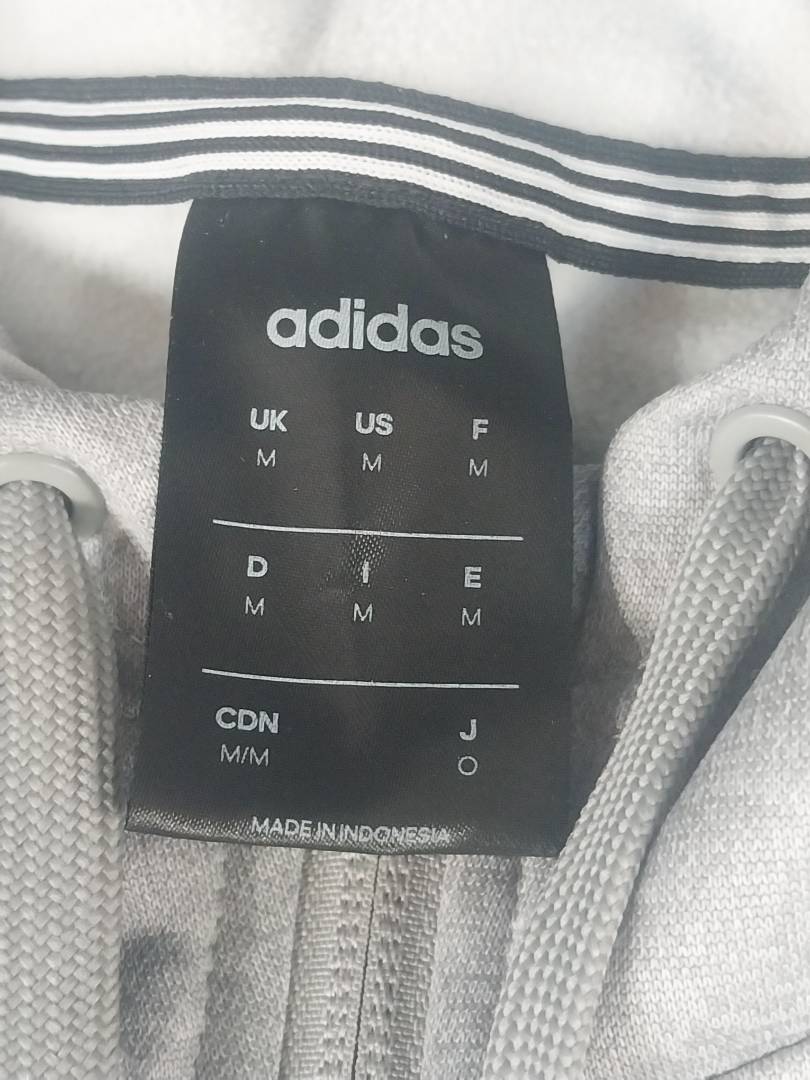 adidas
UK US F
M M M
D I E
M M M
CDN J
M/M O
MADE IN INDONESIA